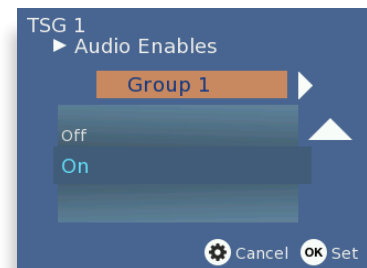 TSG 1
Audio Enables
Group 1
Off
On
Cancel OK Set